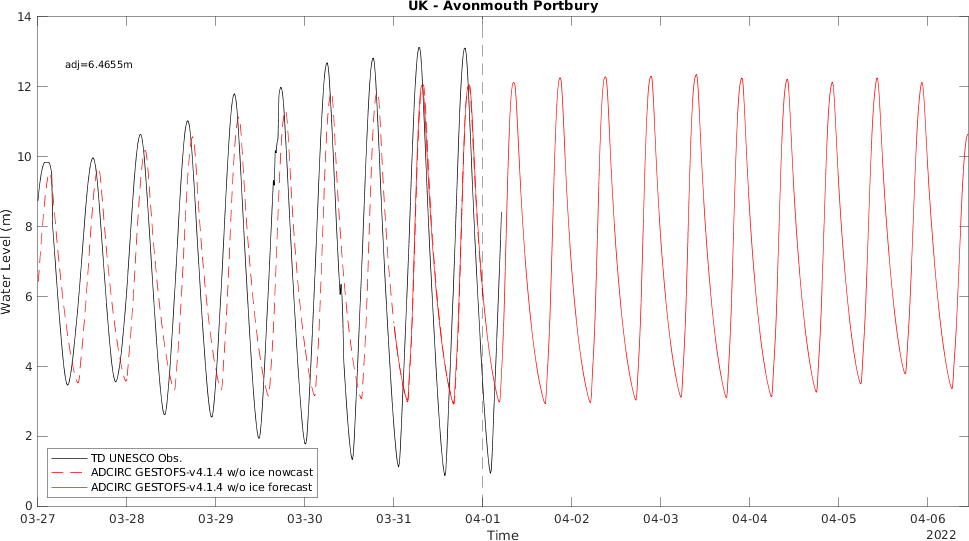 UK - Avonmouth Portbury
14
12
10
8
6
4
2
0
Water Level (m)
adj=6.4655m
TD UNESCO Obs.
ADCIRC GESTOFS-v4.1.4 w/o ice nowcast
ADCIRC GESTOFS-v4.1.4 w/o ice forecast
03-27 03-28 03-29 03-30 03-31 04-01 04-02 04-03 04-04 04-05 04-06
Time
2022